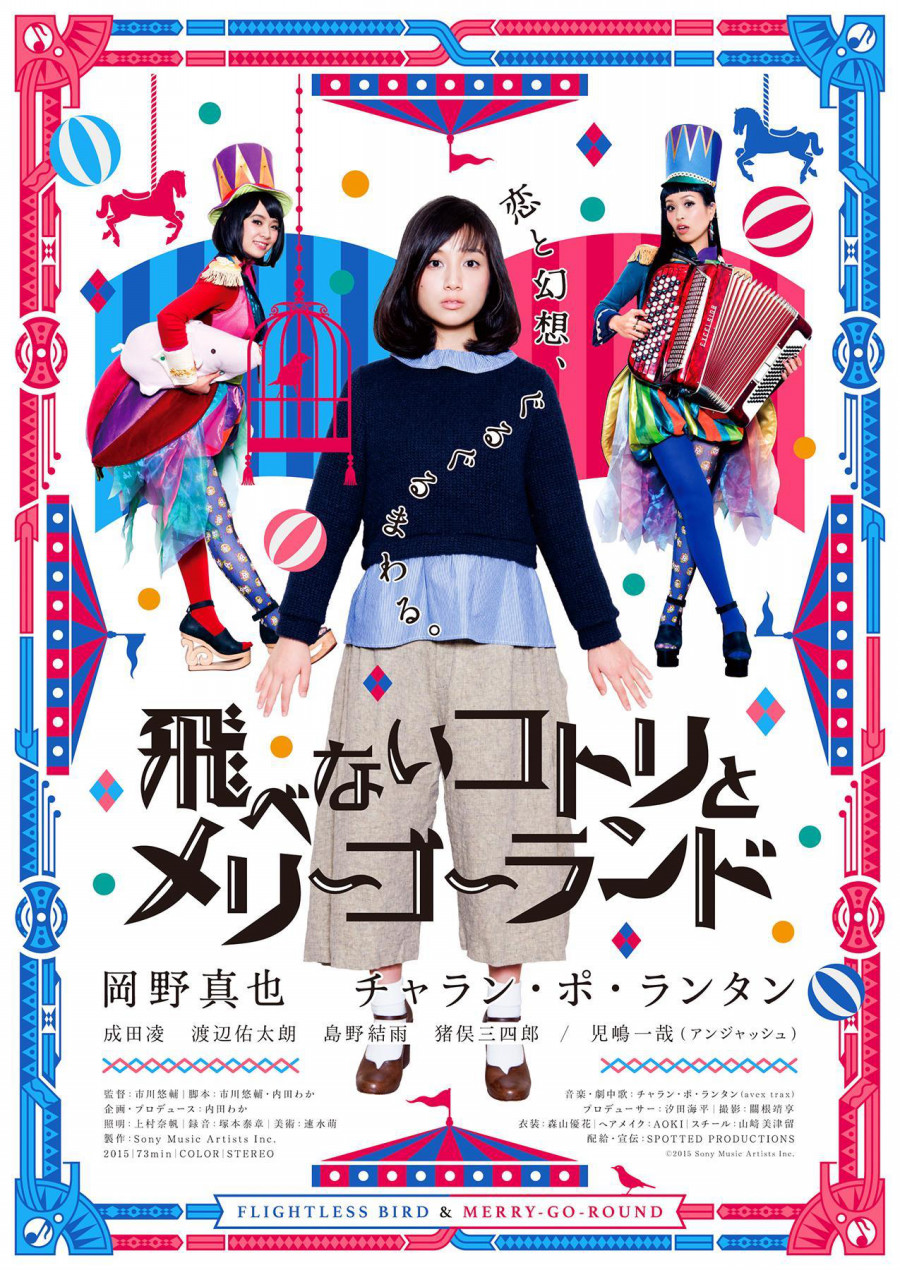 恋と幻想、
ぐるぐるまわる。
EXCELSIOR
飛べないコトリと
メリーゴーランド
岡野真也 チャラン・ポ・ランタン
成田凌 渡辺佑太朗 島野結雨 猪俣三四郎 / 児嶋一哉(アンジャッシュ)
監督:市川悠輔|脚本:市川悠輔・内田わか
企画・プロデュース:内田わか
照明:上村奈帆|録音:塚本泰章|美術:速水萌
製作:Sony Music Artists Inc.
2015|73min|COLOR|STEREO
音楽・劇中歌:チャラン・ポ・ランタン(avex trax)
プロデューサー:汐田海平|撮影:關根靖享
衣装:森山優花|ヘアメイク:AOKI|スチール:山﨑美津留
配給・宣伝:SPOTTED PRODUCTIONS
©2015 Sony Music Artists Inc.
FLIGHTLESS BIRD & MERRY-GO-ROUND